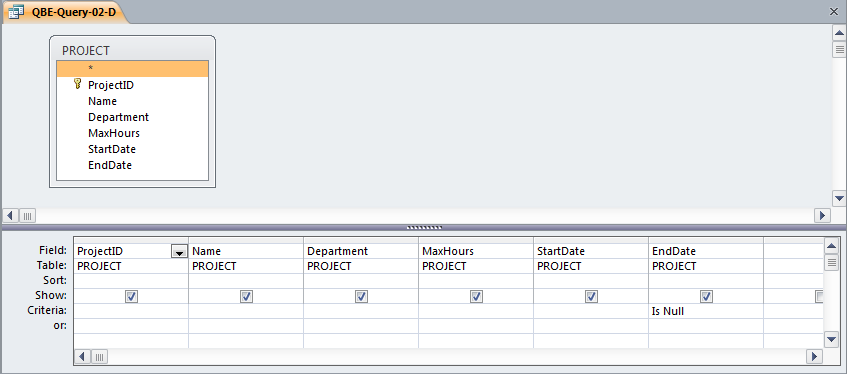 QBE-Query-02-D
PROJECT
*
ProjectID
Name
Department
MaxHours
StartDate
EndDate
Field: ProjectID Name Department MaxHours StartDate EndDate
Table: PROJECT PROJECT PROJECT PROJECT PROJECT PROJECT
Sort:
Show:
Criteria: Is Null
or: